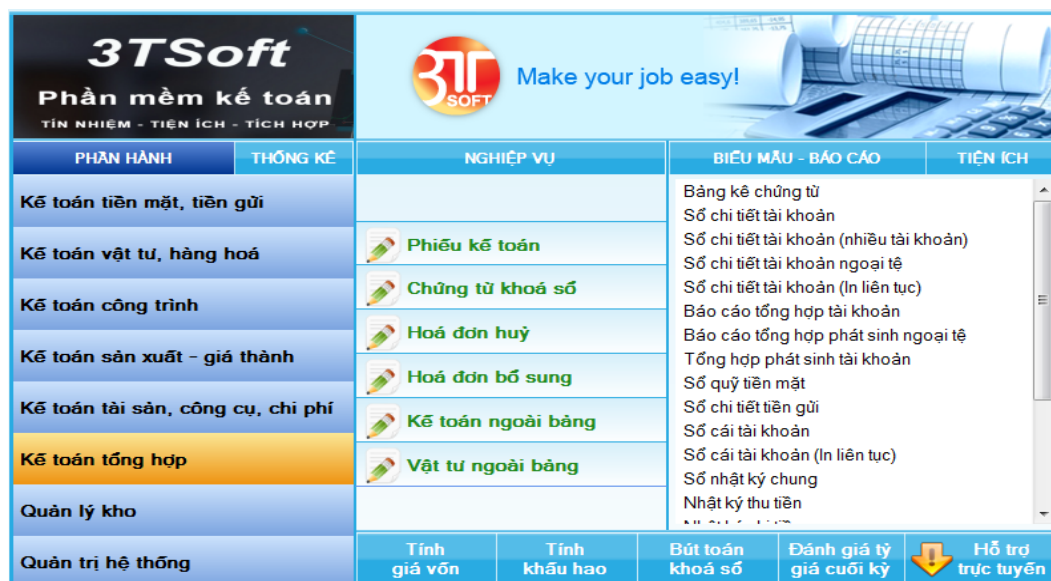 3TSoft
Phần mềm kế toán
TÍN NHIỆM - TIỆN ÍCH - TÍCH HỢP
3T
SOFT
Make your job easy!
PHÂN HÀNH
THỐNG KÊ
NGHIỆP VỤ
BIỂU MẪU - BÁO CÁO
TIỆN ÍCH
Kế toán tiền mặt, tiền gửi
Kế toán vật tư, hàng hoá
Kế toán công trình
Kế toán sản xuất - giá thành
Kế toán tài sản, công cụ, chi phí
Kế toán tổng hợp
Quản lý kho
Quản trị hệ thống
Phiếu kế toán
Chứng từ khoá sổ
Hoá đơn huỷ
Hoá đơn bổ sung
Kế toán ngoài bảng
Vật tư ngoài bảng
Bảng kê chứng từ
Sổ chi tiết tài khoản
Sổ chi tiết tài khoản (nhiều tài khoản)
Sổ chi tiết tài khoản ngoại tệ
Sổ chi tiết tài khoản (In liên tục)
Báo cáo tổng hợp tài khoản
Báo cáo tổng hợp phát sinh ngoại tệ
Tổng hợp phát sinh tài khoản
Sổ quỹ tiền mặt
Sổ chi tiết tiền gửi
Sổ cái tài khoản
Sổ cái tài khoản (In liên tục)
Sổ nhật ký chung
Nhật ký thu tiền
Tính
giá vốn
Tính
khấu hao
Bút toán
khoá sổ
Đánh giá tỷ
giá cuối kỳ
Hỗ trợ
trực tuyến